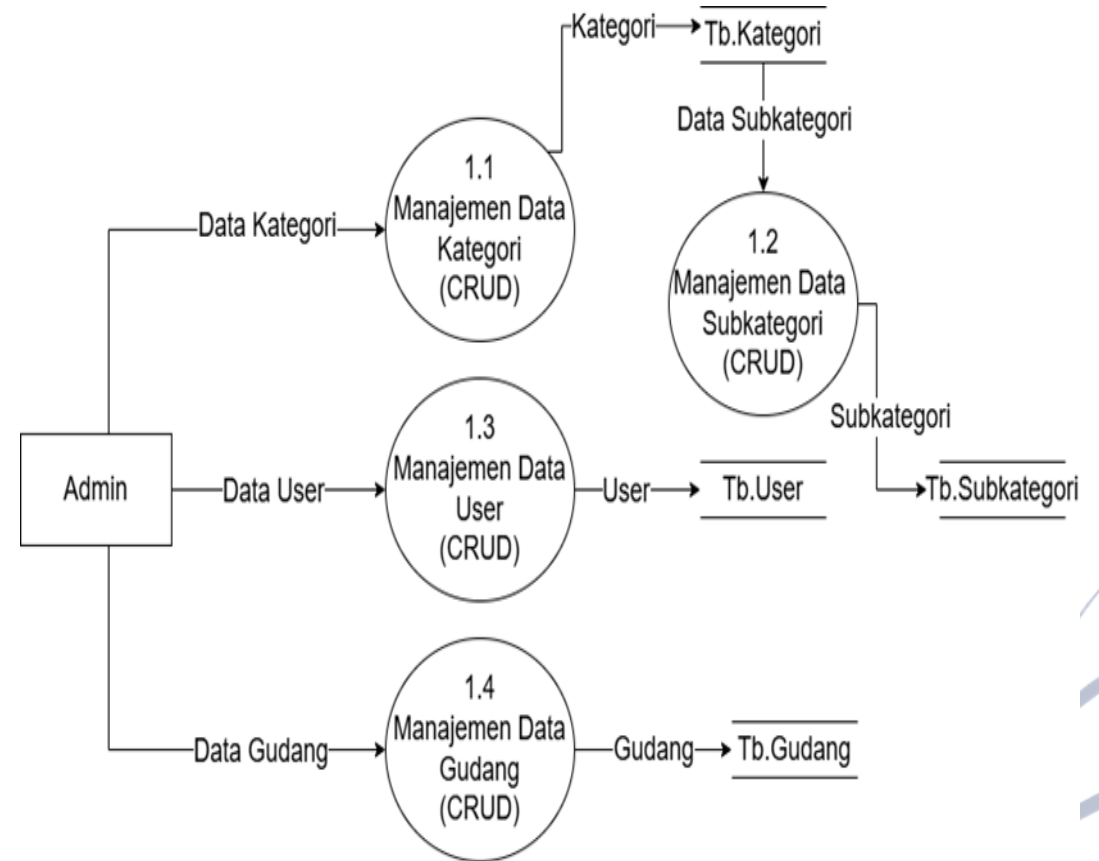 Kategori
Tb.Kategori
Data Subkategori
1.1
Manajemen Data
Kategori
(CRUD)
Data Kategori
1.2
Manajemen Data
Subkategori
(CRUD)
Subkategori
Admin
Data User
1.3
Manajemen Data
User
(CRUD)
User
Tb.User
Tb.Subkategori
Data Gudang
1.4
Manajemen Data
Gudang
(CRUD)
Gudang
Tb.Gudang